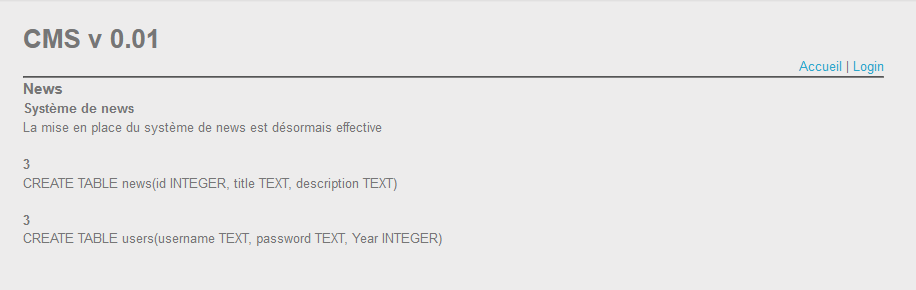 CMS v 0.01
Accueil | Login
News
Système de news
La mise en place du système de news est désormais effective
3
CREATE TABLE news(id INTEGER, title TEXT, description TEXT)
3
CREATE TABLE users(username TEXT, password TEXT, Year INTEGER)